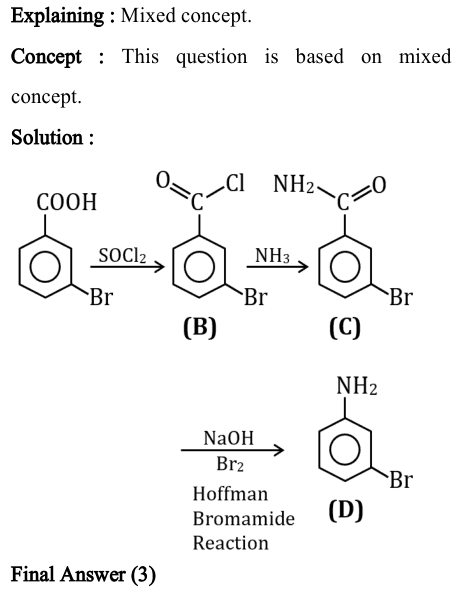 Explaining : Mixed concept.
Concept : This question is based on mixed
concept.
Solution :
O Cl NH2 O
C C
COOH
SOCl2 NH3
Br Br Br
(B) (C)
NH2
NaOH
Br2
Br
Hoffman
Bromamide (D)
Reaction
Final Answer (3)